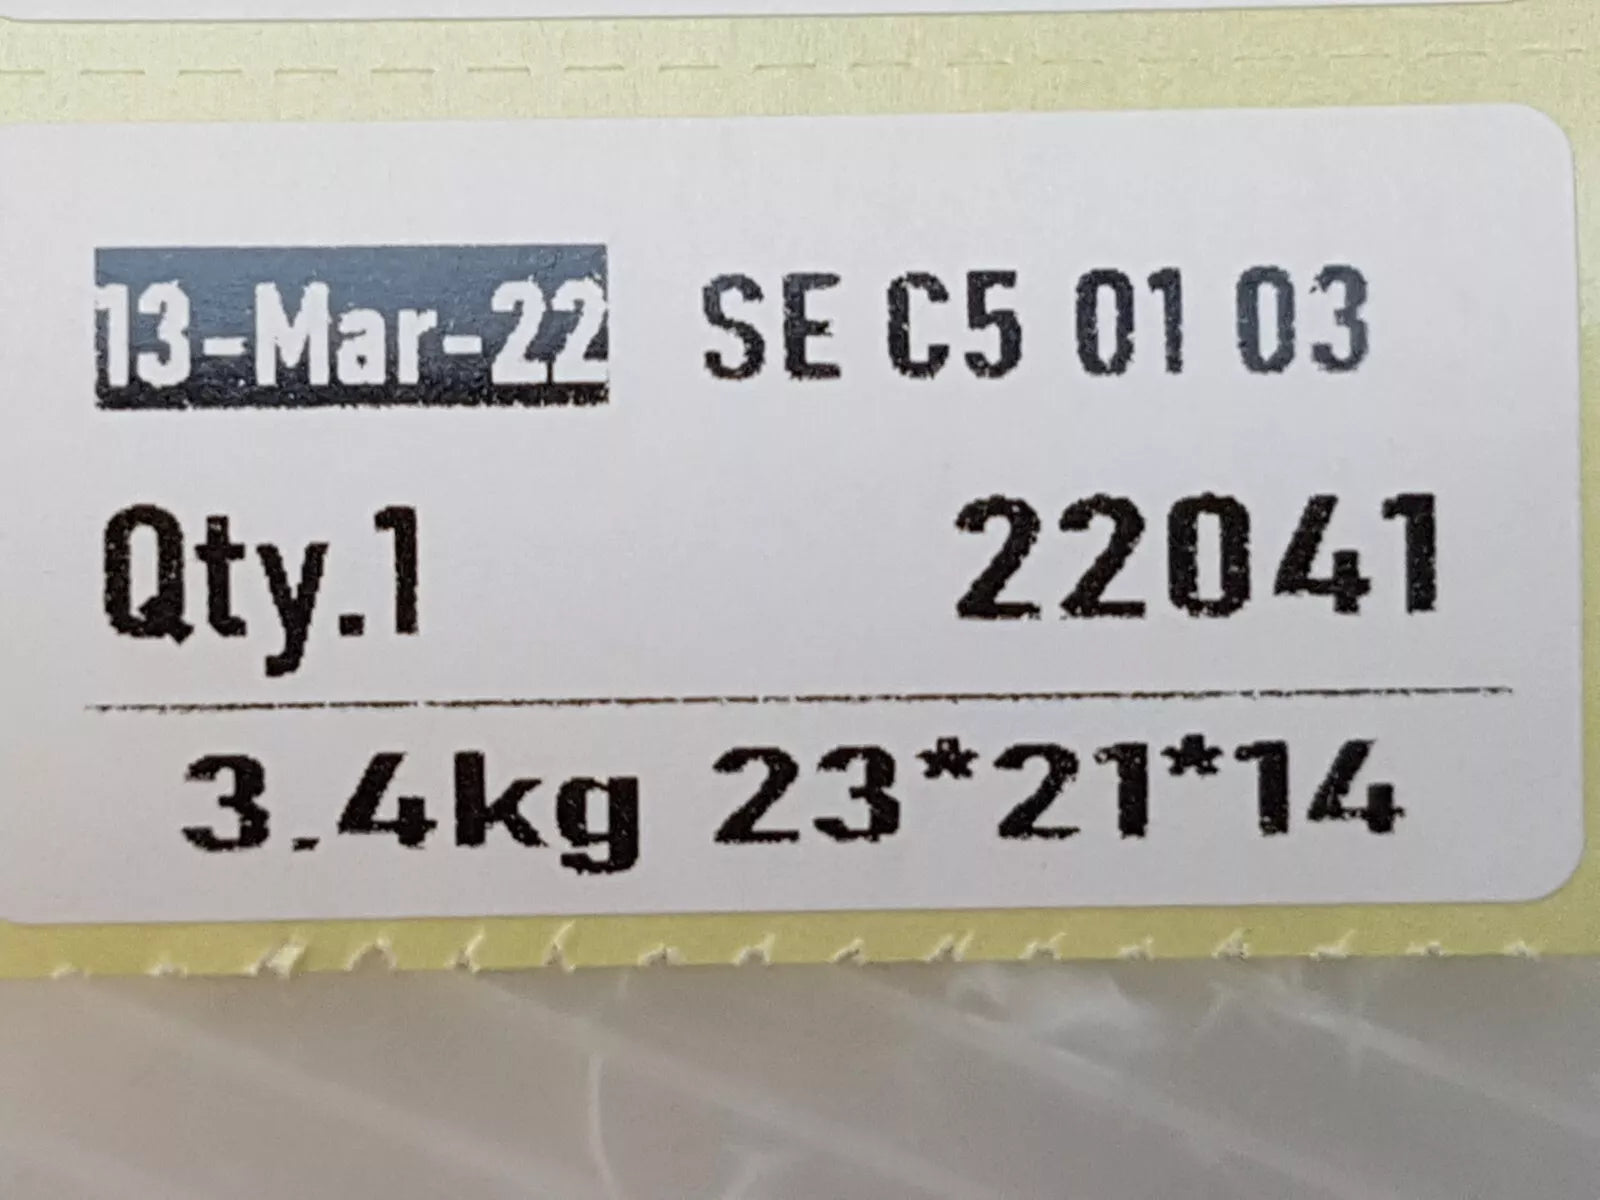 13-Mar-22 SE C5 01 03
Qty.1 22041
3.4kg 23*21*14